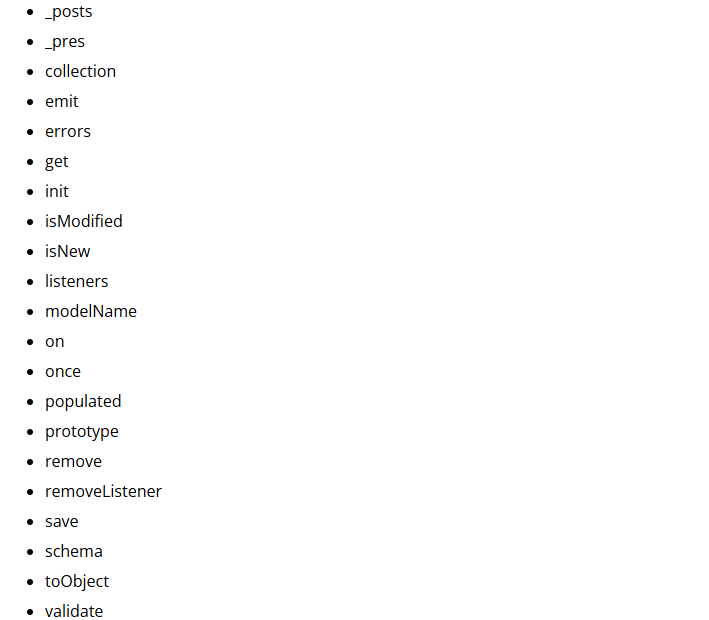 _posts
_pres
collection
emit
errors
get
init
isModified
isNew
listeners
modelName
on
once
populated
prototype
remove
removeListener
save
schema
toObject
validate